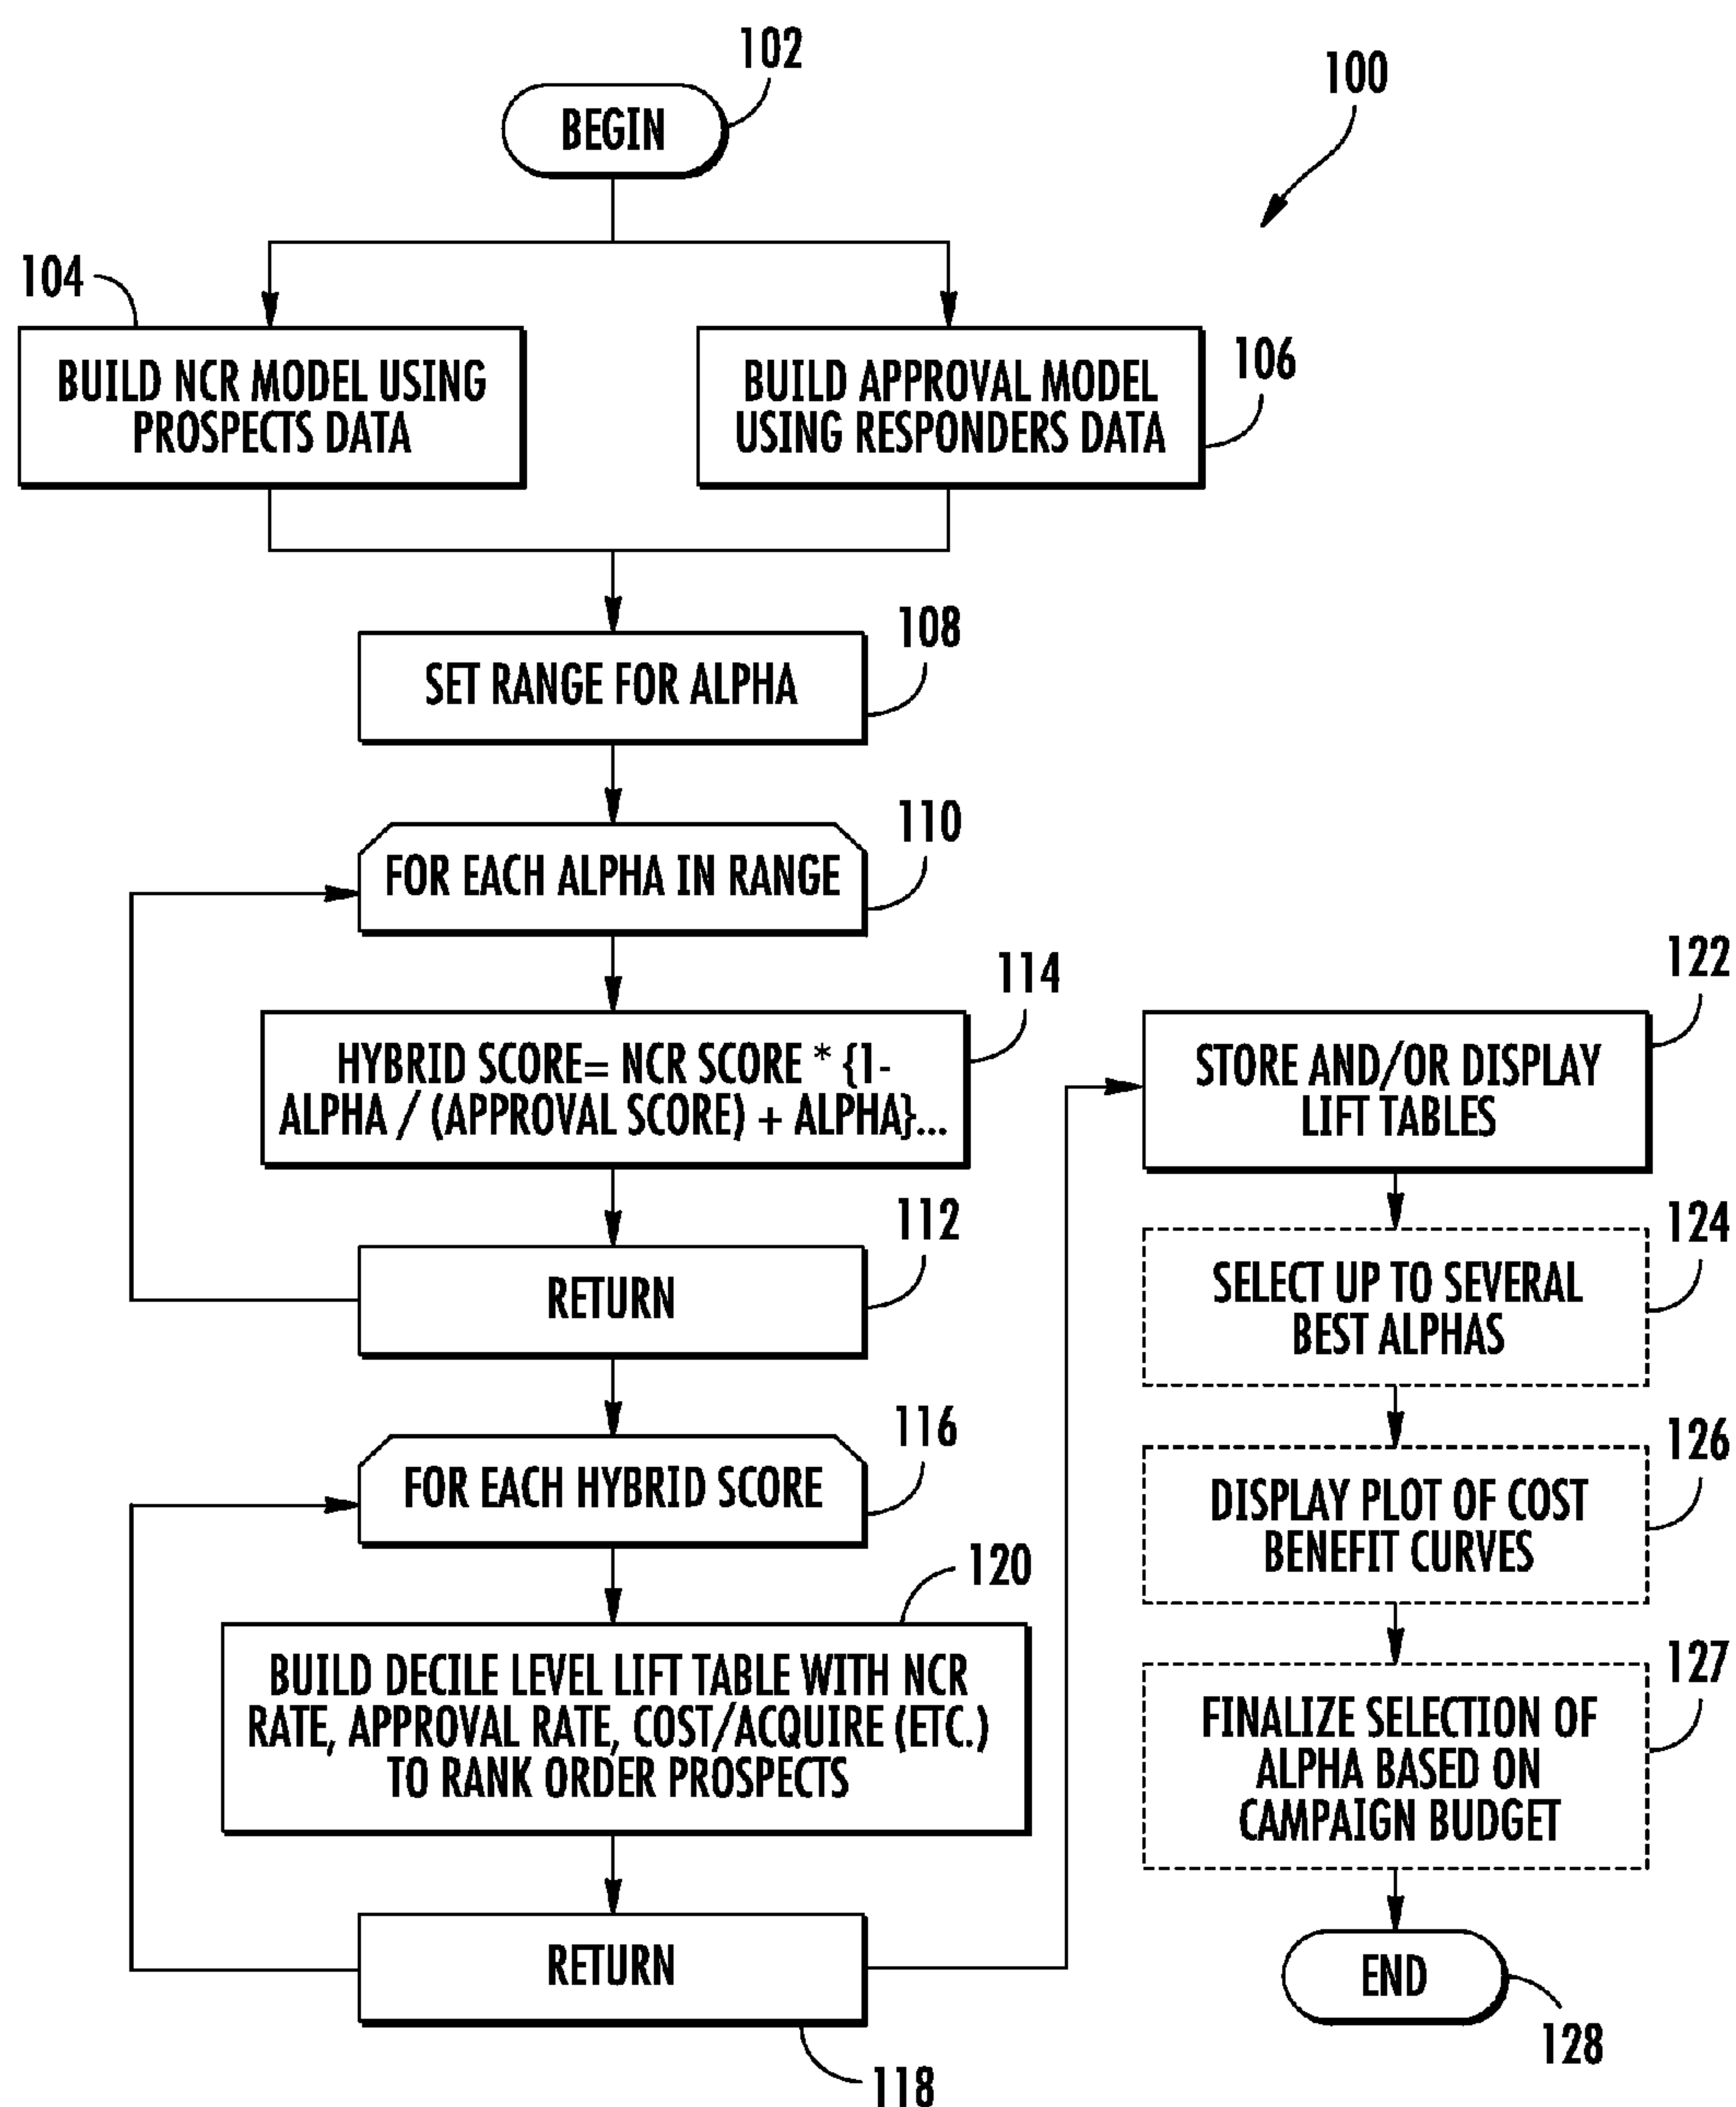 102
100
BEGIN
104
BUILD NCR MODEL USING
PROSPECTS DATA
BUILD APPROVAL MODEL
USING RESPONDERS DATA
106
108
SET RANGE FOR ALPHA
110
FOR EACH ALPHA IN RANGE
114
HYBRID SCORE= NCR SCORE * {1-
ALPHA / (APPROVAL SCORE) + ALPHA}...
112
RETURN
116
FOR EACH HYBRID SCORE
120
BUILD DECILE LEVEL LIFT TABLE WITH NCR
RATE, APPROVAL RATE, COST/ACQUIRE (ETC.)
TO RANK ORDER PROSPECTS
RETURN
118
122
STORE AND/OR DISPLAY
LIFT TABLES
124
SELECT UP TO SEVERAL
BEST ALPHAS
126
DISPLAY PLOT OF COST
BENEFIT CURVES
127
FINALIZE SELECTION OF
ALPHA BASED ON
CAMPAIGN BUDGET
END
128